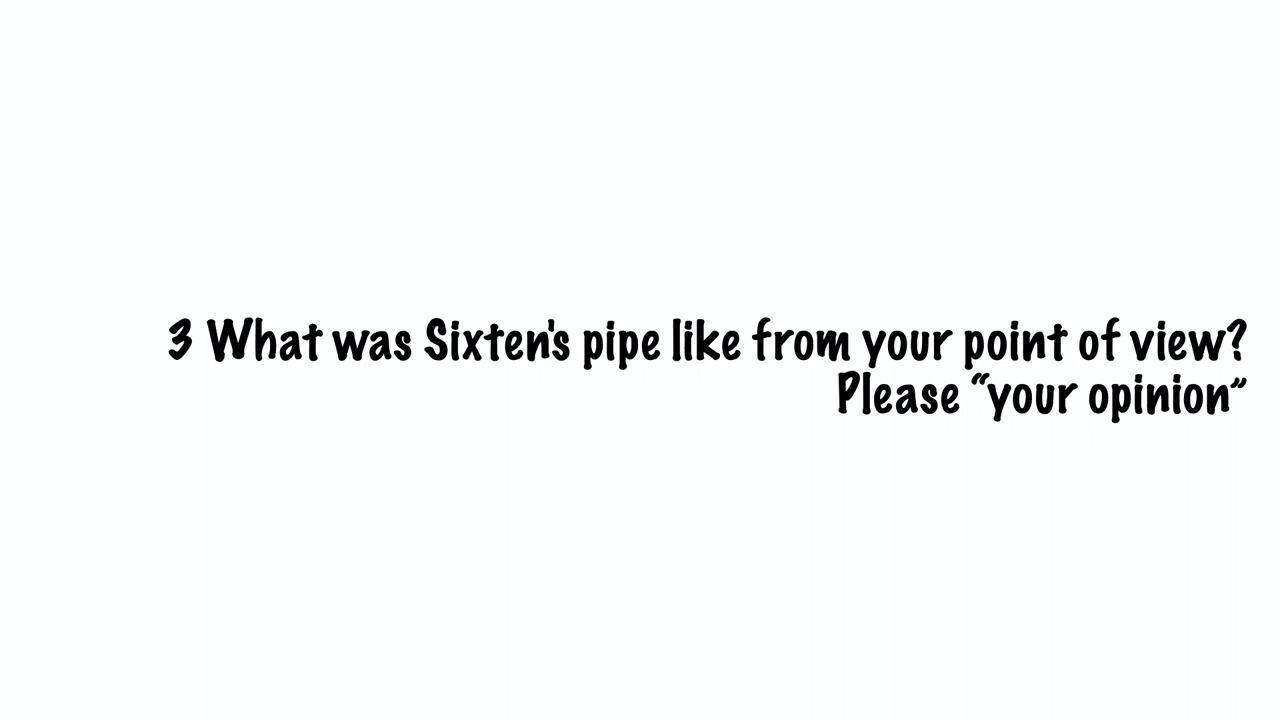 3 What was Sixten's pipe like from your point of view?
Please “your opinion”